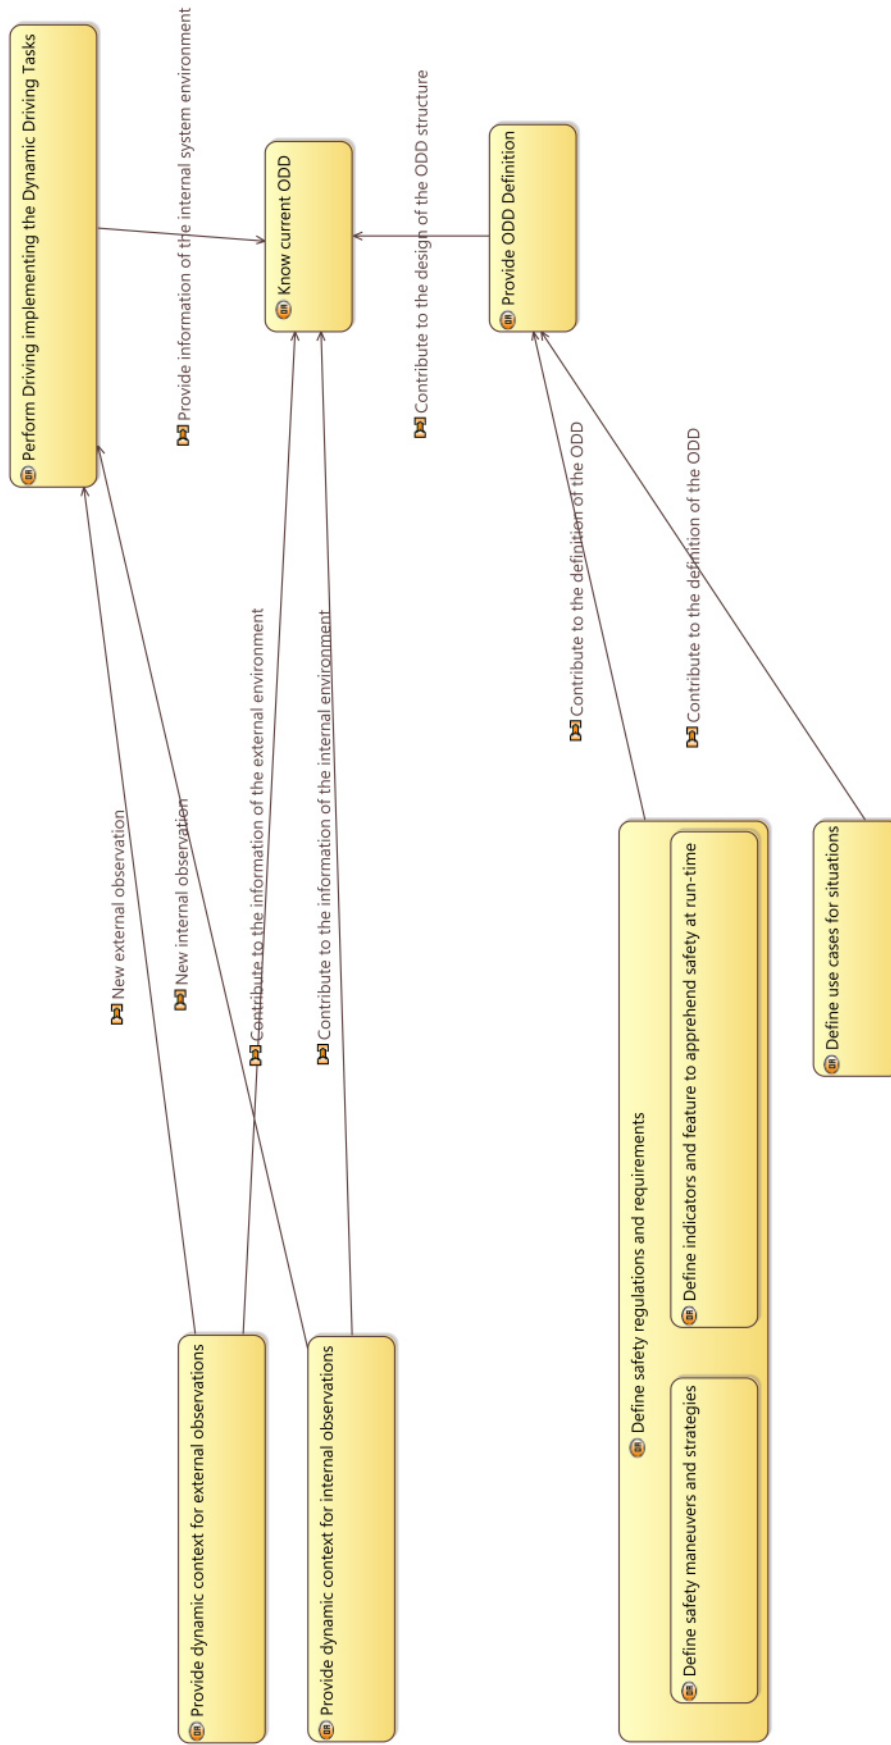 Perform Driving implementing the Dynamic Driving Tasks
Provide information of the internal system environment
Know current ODD
Contribute to the design of the ODD structure
Provide ODD Definition
New external observation
New internal observation
Contribute to the information of the external environment
Contribute to the information of the internal environment
Contribute to the definition of the ODD
Contribute to the definition of the ODD
Provide dynamic context for external observations
Provide dynamic context for internal observations
Define safety regulations and requirements
Define safety maneuvers and strategies
Define indicators and feature to apprehend safety at run-time
Define use cases for situations